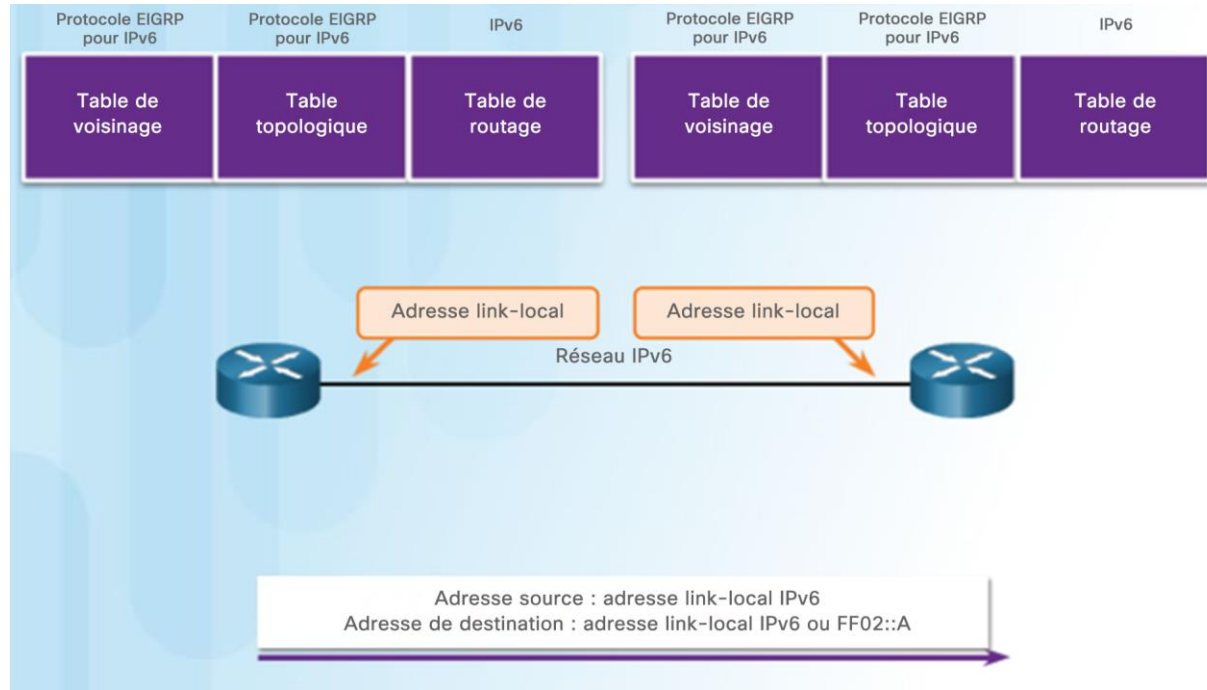 Protocole EIGRP
pour IPv6
Protocole EIGRP
pour IPv6
IPv6
Protocole EIGRP
pour IPv6
Protocole EIGRP
pour IPv6
IPv6
Table de
voisinage
Table
topologique
Table de
routage
Table de
voisinage
Table
topologique
Table de
routage
Adresse link-local
Adresse link-local
Réseau IPv6
Adresse source : adresse link-local IPv6
Adresse de destination : adresse link-local IPv6 ou FF02::A